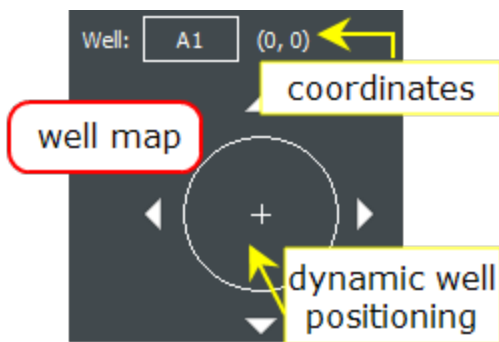 Well: A1 (0, 0)
coordinates
well map
dynamic well
positioning